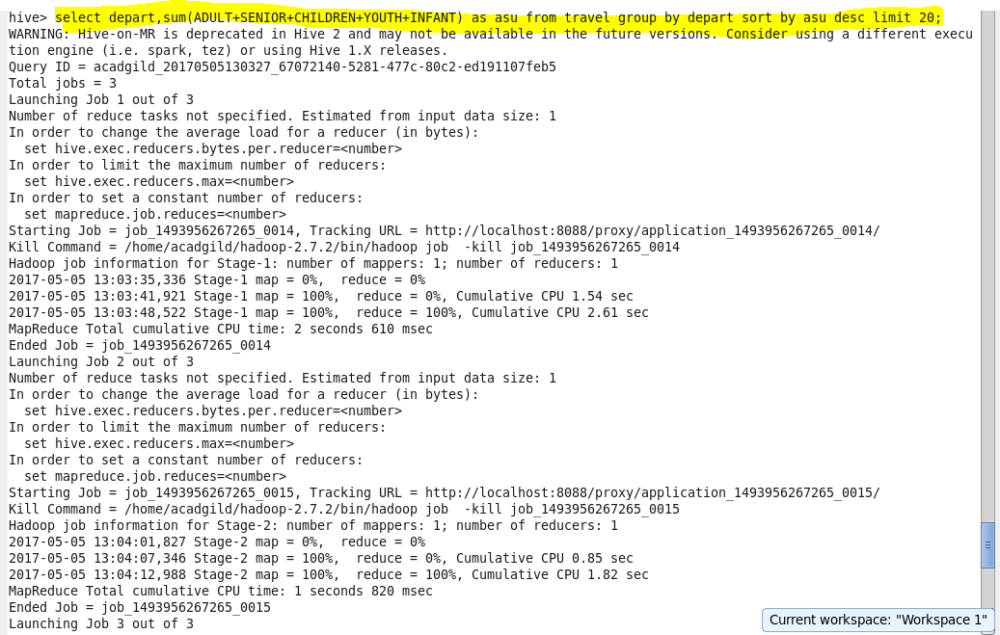 hive> select depart,sum(ADULT+SENIOR+CHILDREN+YOUTH+INFANT) as asu from travel group by depart sort by asu desc limit 20;
WARNING: Hive-on-MR is deprecated in Hive 2 and may not be available in the future versions. Consider using a different execu
tion engine (i.e. spark, tez) or using Hive 1.X releases.
Query ID = acadgild_20170505130327_67072140-5281-477c-80c2-ed191107feb5
Total jobs = 3
Launching Job 1 out of 3
Number of reduce tasks not specified. Estimated from input data size: 1
In order to change the average load for a reducer (in bytes):
  set hive.exec.reducers.bytes.per.reducer=<number>
In order to limit the maximum number of reducers:
  set hive.exec.reducers.max=<number>
In order to set a constant number of reducers:
  set mapreduce.job.reduces=<number>
Starting Job = job_1493956267265_0014, Tracking URL = http://localhost:8088/proxy/application_1493956267265_0014/
Kill Command = /home/acadgild/hadoop-2.7.2/bin/hadoop job  -kill job_1493956267265_0014
Hadoop job information for Stage-1: number of mappers: 1; number of reducers: 1
2017-05-05 13:03:35,336 Stage-1 map = 0%,  reduce = 0%
2017-05-05 13:03:41,921 Stage-1 map = 100%,  reduce = 0%, Cumulative CPU 1.54 sec
2017-05-05 13:03:48,522 Stage-1 map = 100%,  reduce = 100%, Cumulative CPU 2.61 sec
MapReduce Total cumulative CPU time: 2 seconds 610 msec
Ended Job = job_1493956267265_0014
Launching Job 2 out of 3
Number of reduce tasks not specified. Estimated from input data size: 1
In order to change the average load for a reducer (in bytes):
  set hive.exec.reducers.bytes.per.reducer=<number>
In order to limit the maximum number of reducers:
  set hive.exec.reducers.max=<number>
In order to set a constant number of reducers:
  set mapreduce.job.reduces=<number>
Starting Job = job_1493956267265_0015, Tracking URL = http://localhost:8088/proxy/application_1493956267265_0015/
Kill Command = /home/acadgild/hadoop-2.7.2/bin/hadoop job  -kill job_1493956267265_0015
Hadoop job information for Stage-2: number of mappers: 1; number of reducers: 1
2017-05-05 13:04:01,827 Stage-2 map = 0%,  reduce = 0%
2017-05-05 13:04:07,346 Stage-2 map = 100%,  reduce = 0%, Cumulative CPU 0.85 sec
2017-05-05 13:04:12,988 Stage-2 map = 100%,  reduce = 100%, Cumulative CPU 1.82 sec
MapReduce Total cumulative CPU time: 1 seconds 820 msec
Ended Job = job_1493956267265_0015
Launching Job 3 out of 3
Current workspace: "Workspace 1"